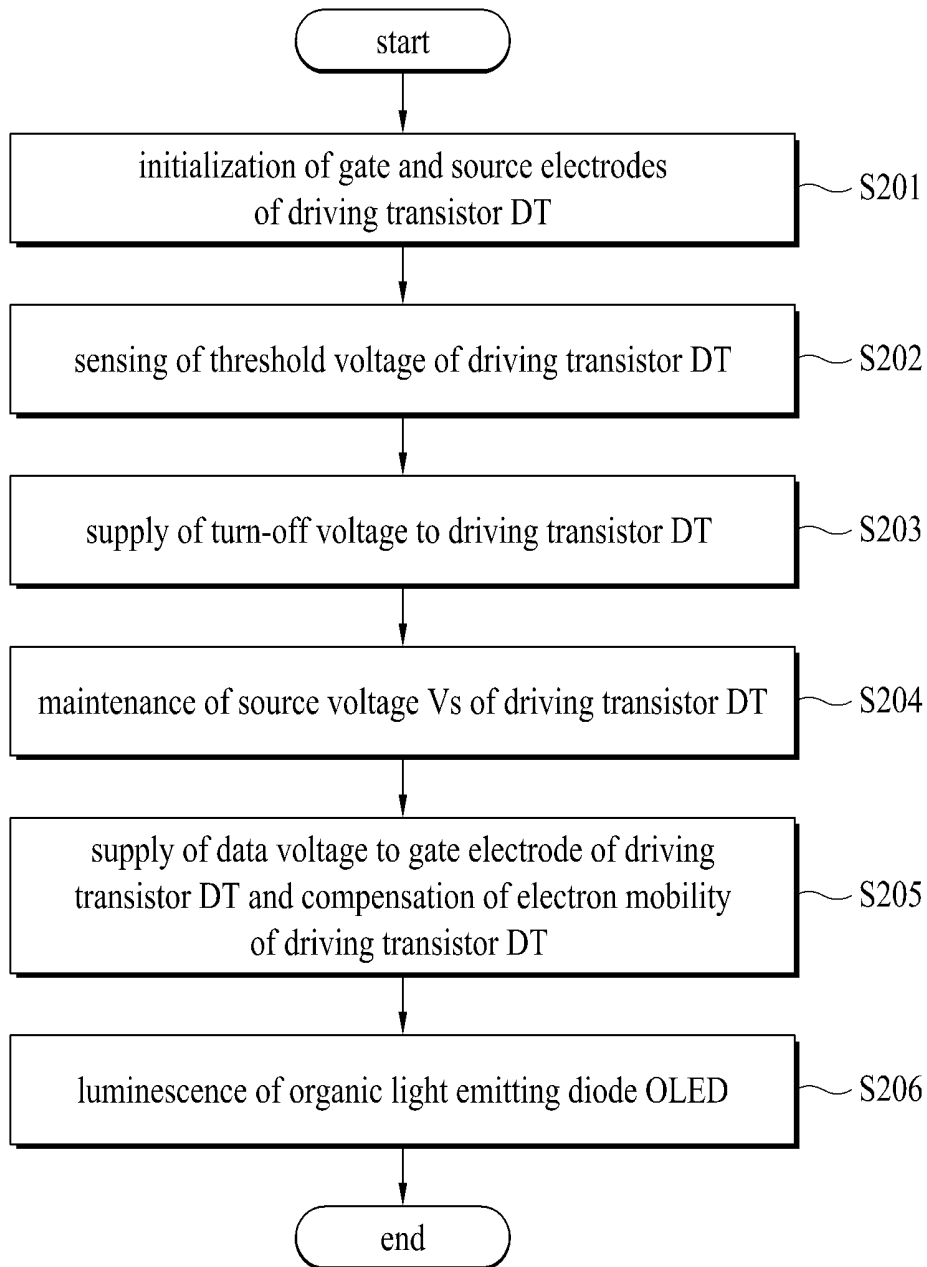 start
initialization of gate and source electrodes
of driving transistor DT
S201
sensing of threshold voltage of driving transistor DT
S202
supply of turn-off voltage to driving transistor DT
S203
maintenance of source voltage Vs of driving transistor DT
S204
supply of data voltage to gate electrode of driving
transistor DT and compensation of electron mobility
of driving transistor DT
S205
luminescence of organic light emitting diode OLED
S206
end